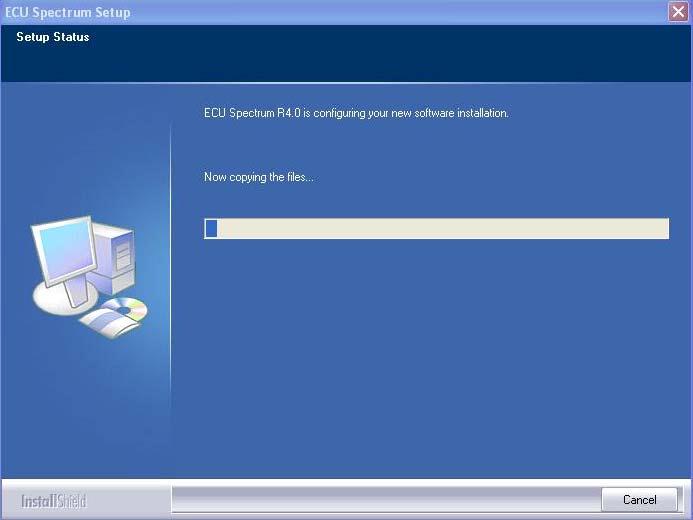 ECU Spectrum Setup
Setup Status
ECU Spectrum R4.0 is configuring your new software installation.
Now copying the files...
InstallShield
Cancel